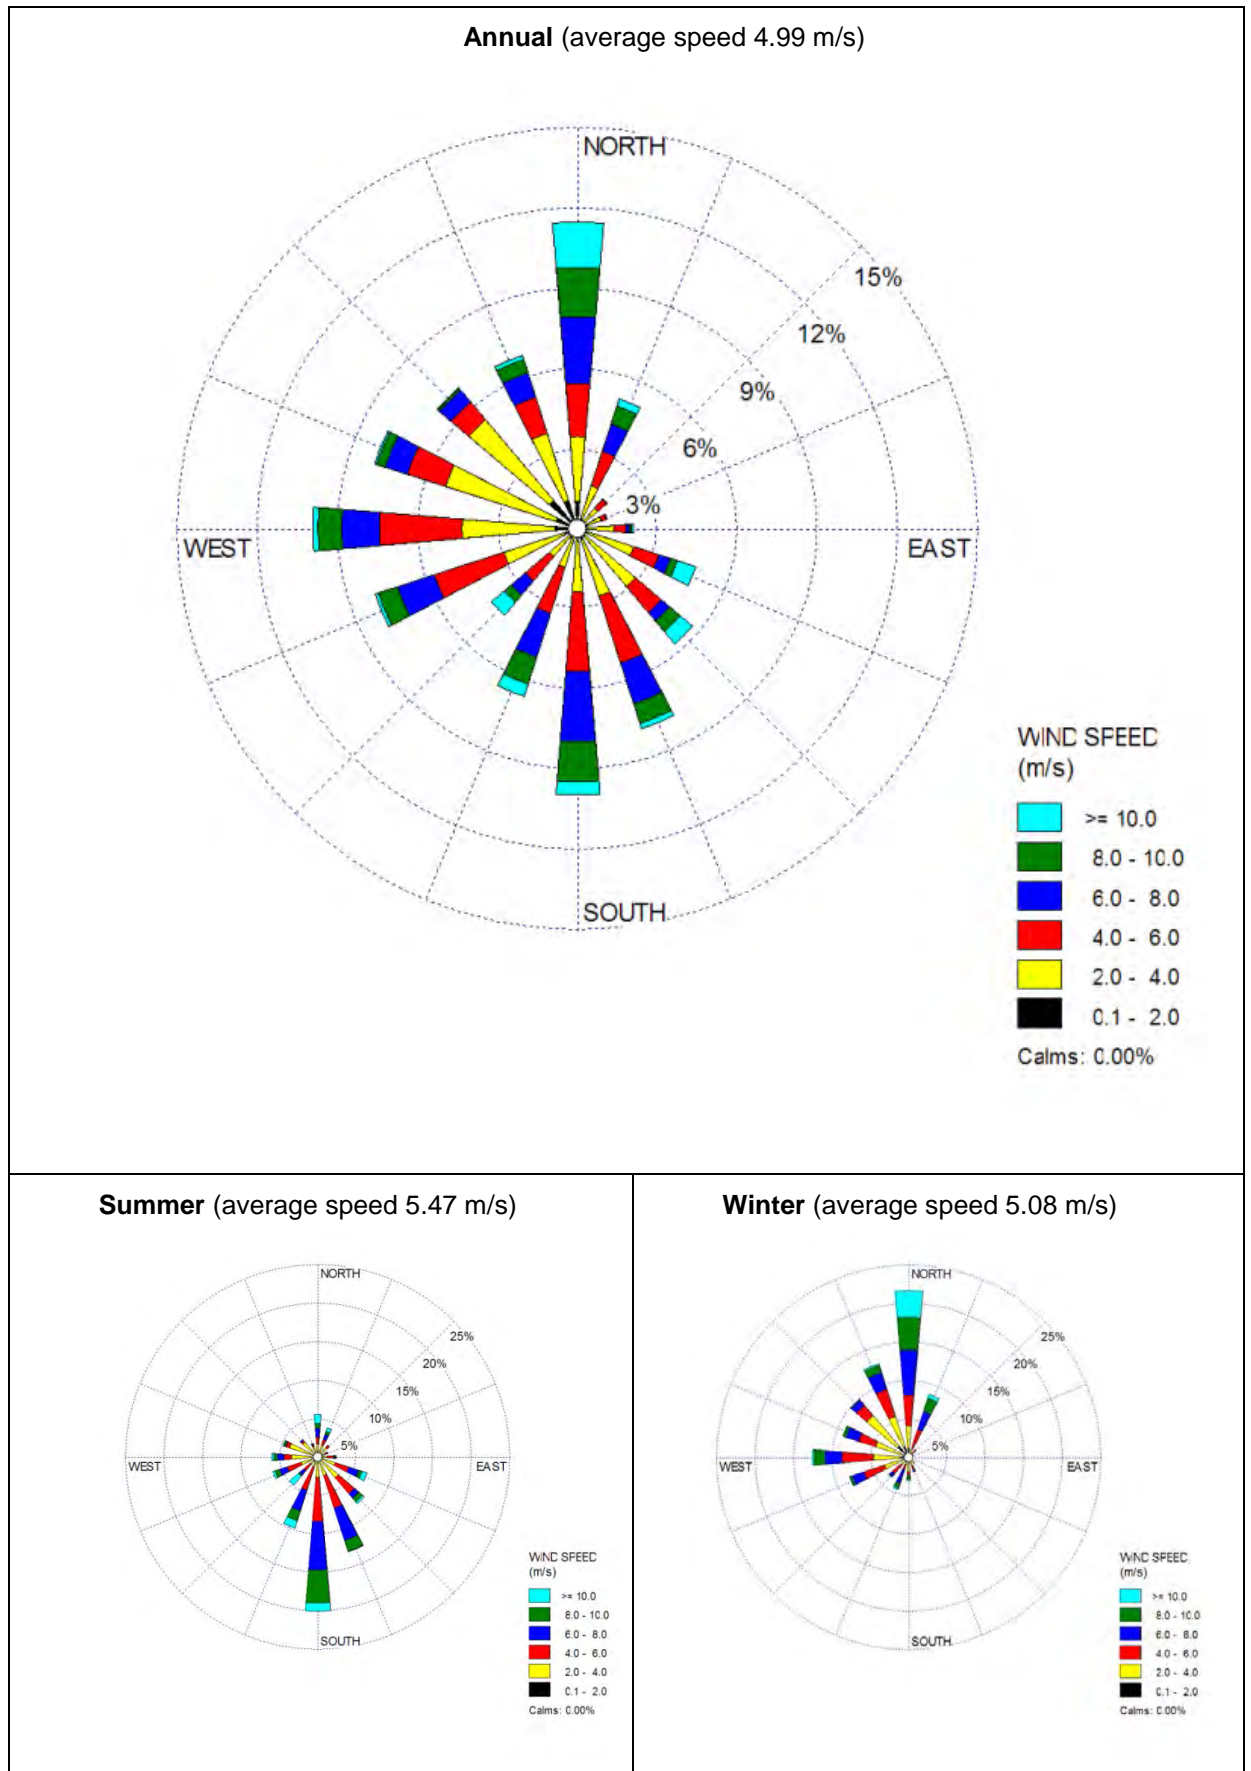 Annual (average speed 4.99 m/s)
NORTH
15%
12%
9%
6%
3%
WEST
EAST
SOUTH
WIND SPEED
(m/s)
>= 10.0
8.0 - 10.0
6.0 - 8.0
4.0 - 6.0
2.0 - 4.0
0.1 - 2.0
Calms: 0.00%
Summer (average speed 5.47 m/s)
NORTH
25%
20%
15%
10%
5%
WEST
EAST
SOUTH
WIND SPEED
(m/s)
>= 10.0
8.0 - 10.0
6.0 - 8.0
4.0 - 6.0
2.0 - 4.0
0.1 - 2.0
Calms: 0.00%
Winter (average speed 5.08 m/s)
NORTH
25%
20%
15%
10%
5%
WEST
EAST
SOUTH
WIND SPEED
(m/s)
>= 10.0
8.0 - 10.0
6.0 - 8.0
4.0 - 6.0
2.0 - 4.0
0.1 - 2.0
Calms: 0.00%